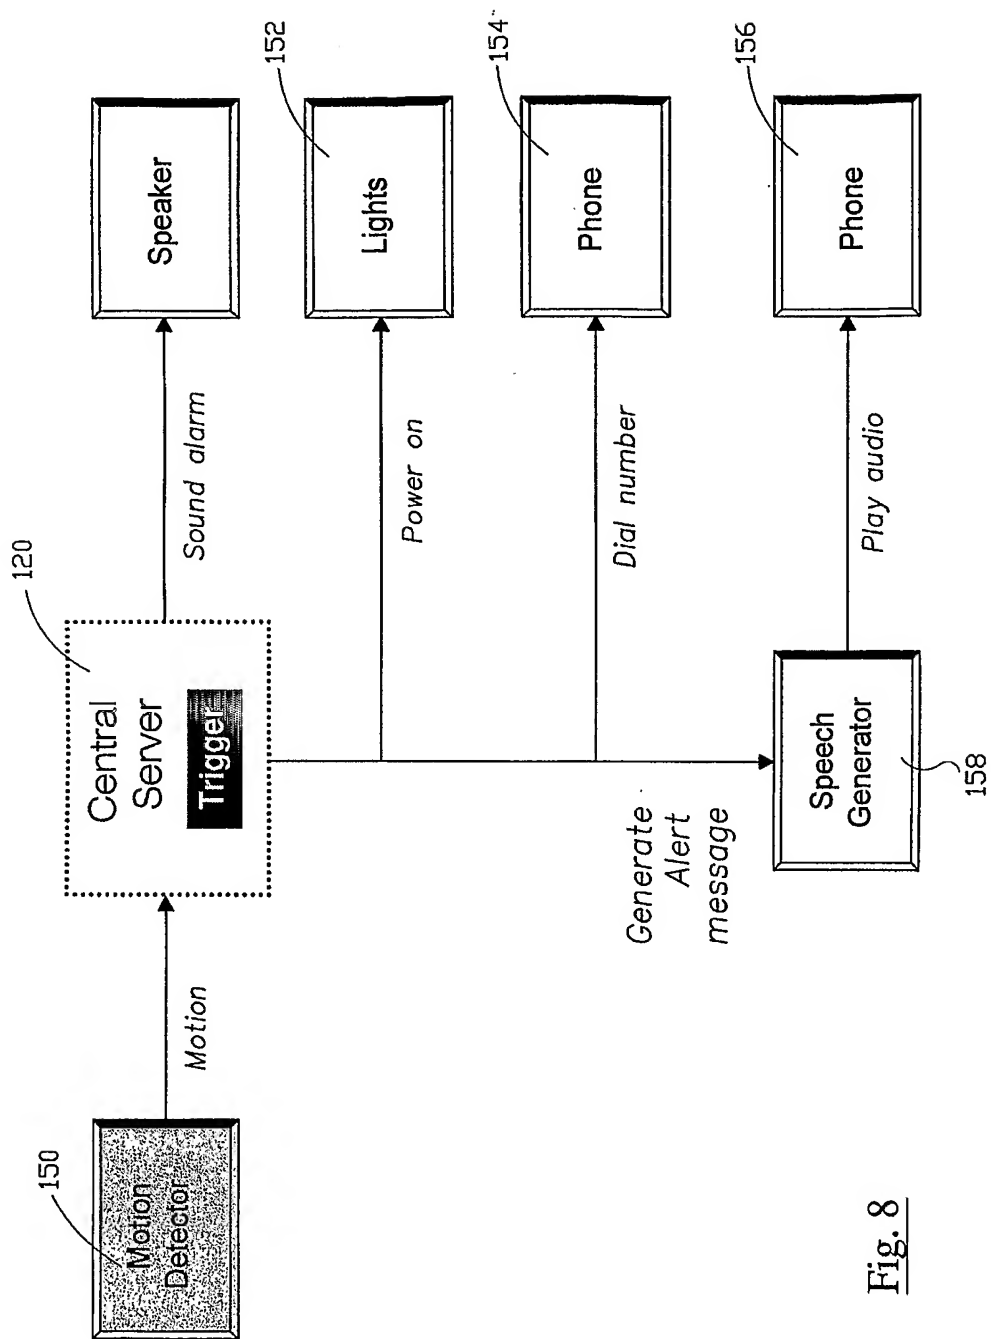 150
Motion
Detector
Motion
120
Central
Server
Trigger
Sound alarm
Speaker
Power on
152
Lights
Dial number
154
Phone
Generate
Alert
message
158
Speech
Generator
Play audio
156
Phone
Fig. 8